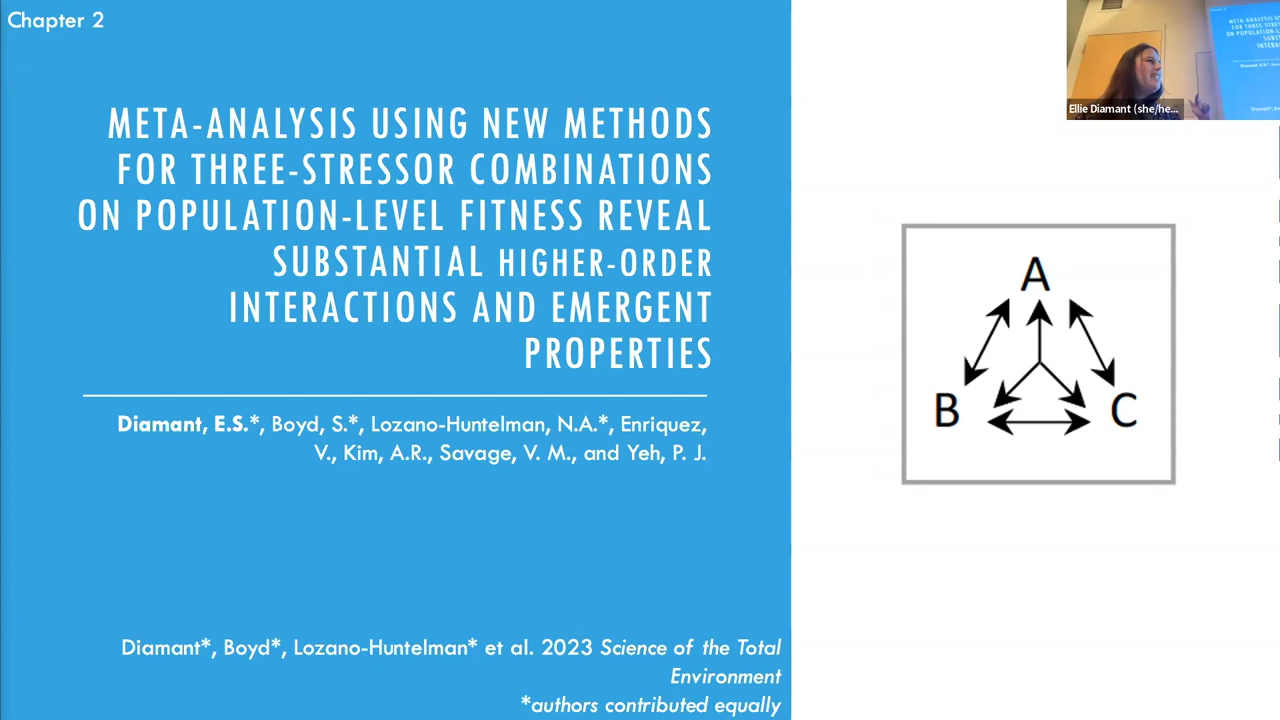 Chapter 2
META-ANALYSIS USING NEW METHODS
FOR THREE-STRESSOR COMBINATIONS
ON POPULATION-LEVEL FITNESS REVEAL
SUBSTANTIAL HIGHER-ORDER
INTERACTIONS AND EMERGENT
PROPERTIES
Diamant, E.S.*, Boyd, S.*, Lozano-Huntelman, N.A.*, Enriquez,
V., Kim, A.R., Savage, V. M., and Yeh, P. J.
Diamant*, Boyd*, Lozano-Huntelman* et al. 2023 Science of the Total
Environment
*authors contributed equally
A
B C
Ellie Diamant (she/he...